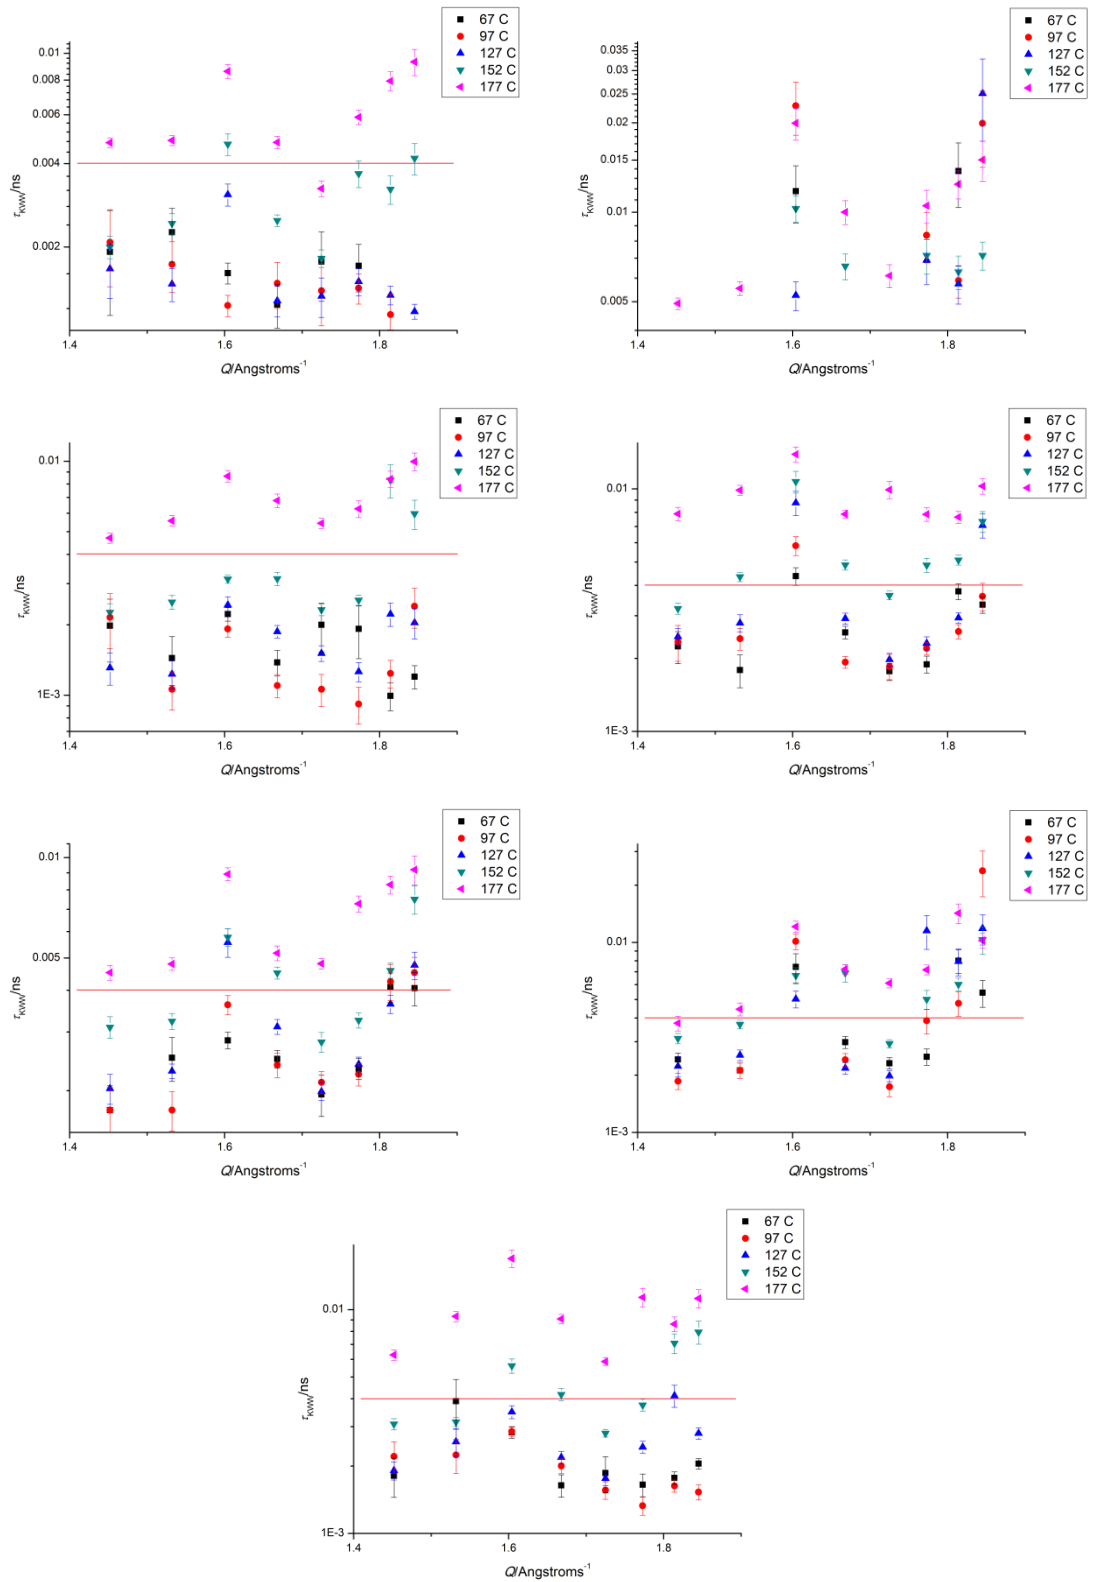 67 C
97 C
127 C
152 C
177 C
0.01
0.008
0.006
0.004
0.002
τKWW/ns
1.4
1.6
1.8
Q/Angstroms-1
67 C
97 C
127 C
152 C
177 C
0.035
0.03
0.025
0.02
0.015
0.01
0.005
τKWW/ns
1.4
1.6
1.8
Q/Angstroms-1
67 C
97 C
127 C
152 C
177 C
0.01
1E-3
τKWW/ns
1.4
1.6
1.8
Q/Angstroms-1
67 C
97 C
127 C
152 C
177 C
0.01
1E-3
τKWW/ns
1.4
1.6
1.8
Q/Angstroms-1
67 C
97 C
127 C
152 C
177 C
0.01
0.005
τKWW/ns
1.4
1.6
1.8
Q/Angstroms-1
67 C
97 C
127 C
152 C
177 C
0.01
1E-3
τKWW/ns
1.4
1.6
1.8
Q/Angstroms-1
67 C
97 C
127 C
152 C
177 C
0.01
1E-3
τKWW/ns
1.4
1.6
1.8
Q/Angstroms-1